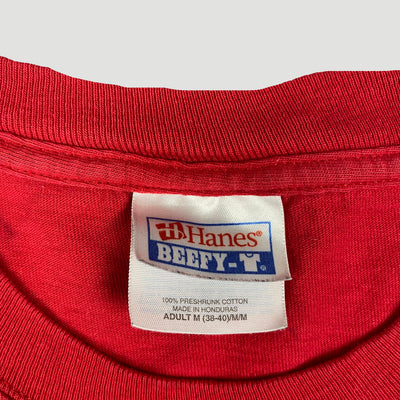 Hanes®
BEEFY-T®
100% PRESHRUNK COTTON
MADE IN HONDURAS
ADULT M (38-40)/M/M